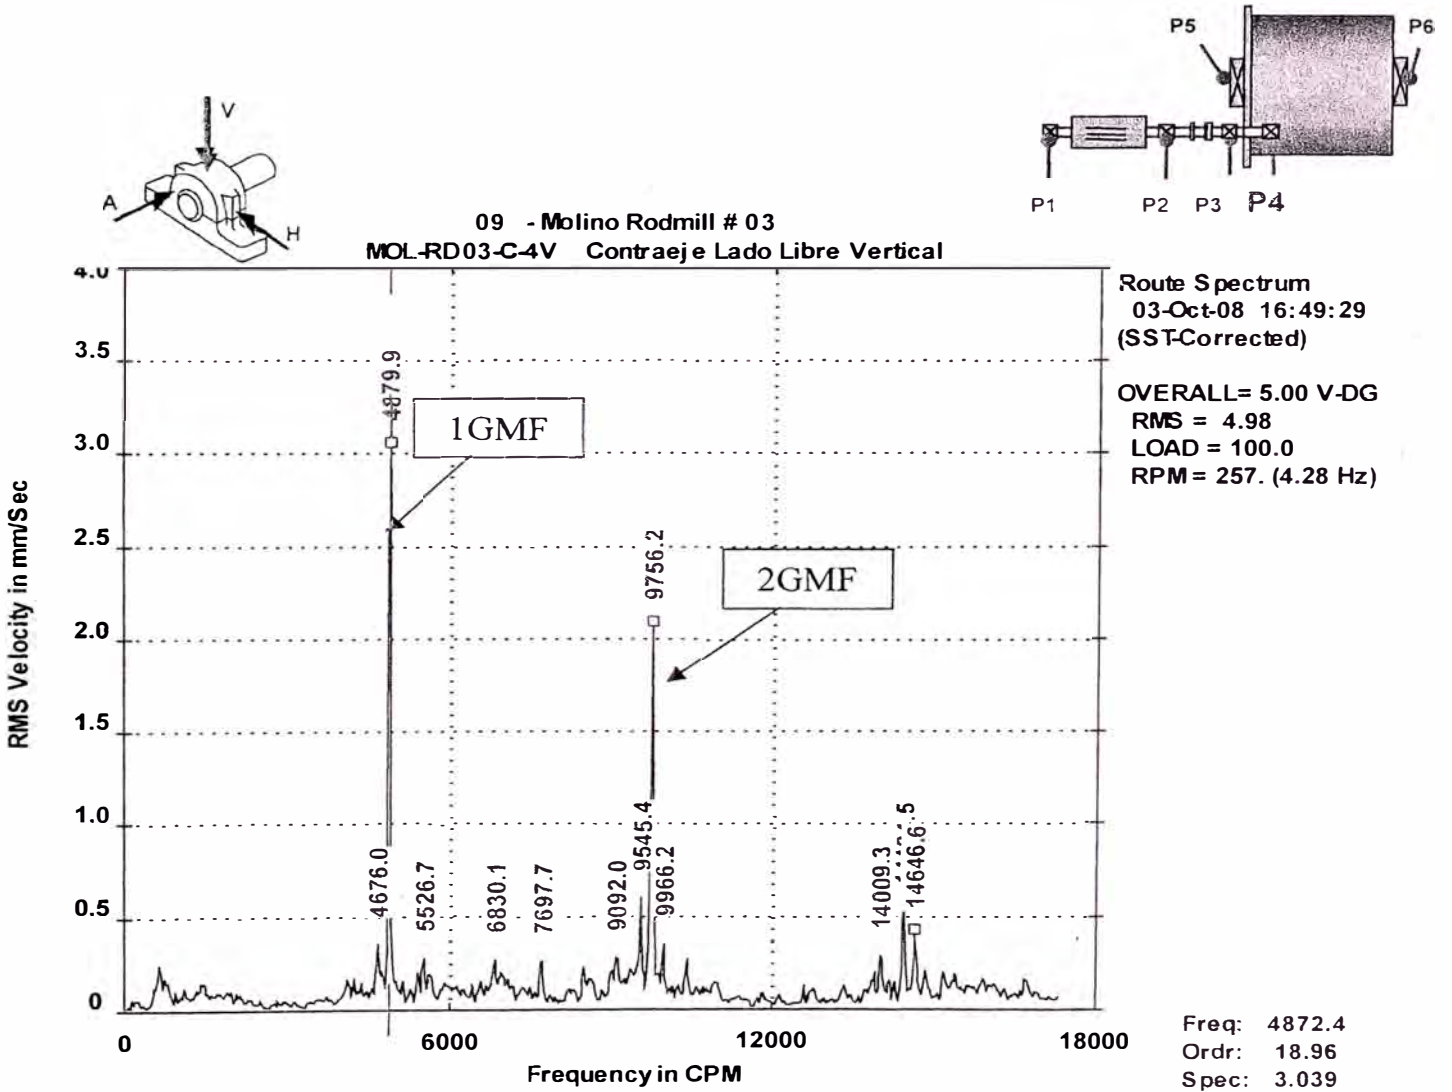 P5
P6
V
A
H
P1
P2
P3
P4
09 - Molino Rodmill # 03
MOL-RD03-C-4V Contraeje Lado Libre Vertical
Route Spectrum
03-Oct-08 16:49:29
(SST-Corrected)
OVERALL= 5.00 V-DG
RMS = 4.98
LOAD = 100.0
RPM = 257. (4.28 Hz)
RMS Velocity in mm/Sec
4.0
3.5
3.0
2.5
2.0
1.5
1.0
0.5
0
4879.9
1GMF
9756.2
2GMF
4676.0
5526.7
6830.1
7697.7
9092.0
9545.4
9966.2
14009.3
14646.6
0
6000
12000
18000
Frequency in CPM
Freq: 4872.4
Ordr: 18.96
Spec: 3.039